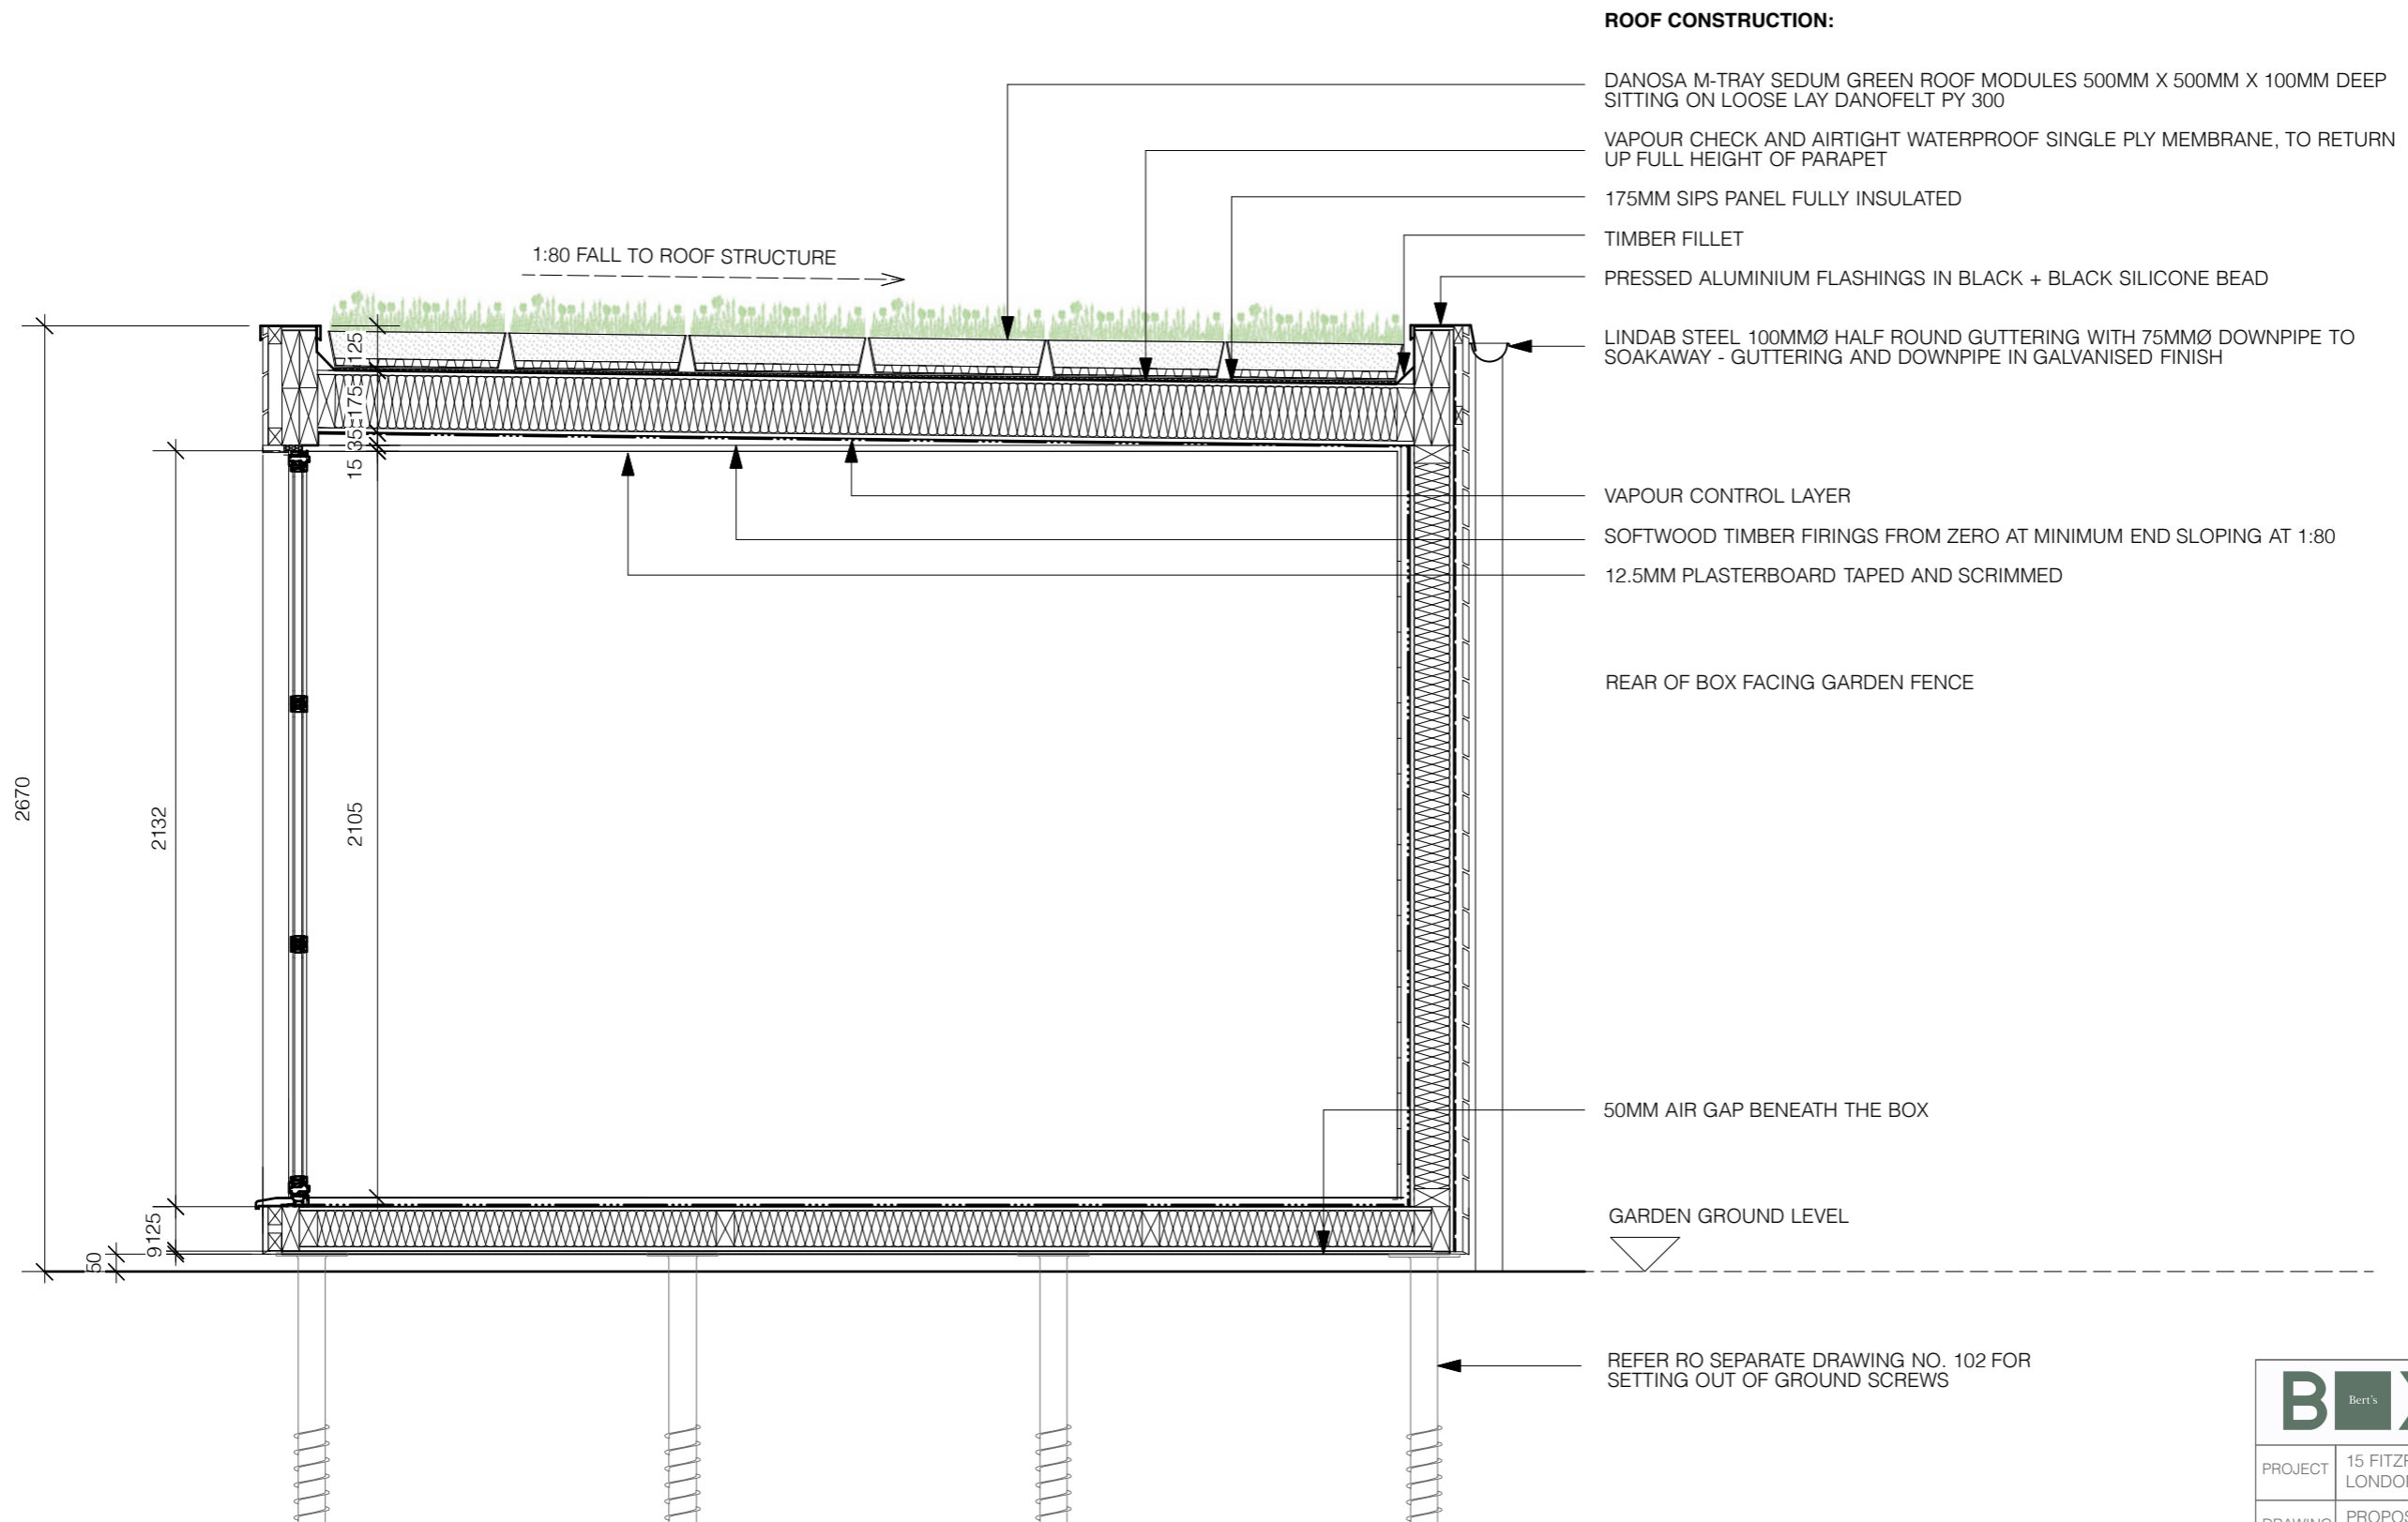 ROOF CONSTRUCTION:
DANOSA M-TRAY SEDUM GREEN ROOF MODULES 500MM X 500MM X 100MM DEEP
SITTING ON LOOSE LAY DANOFELT PY 300
VAPOUR CHECK AND AIRTIGHT WATERPROOF SINGLE PLY MEMBRANE, TO RETURN
UP FULL HEIGHT OF PARAPET
175MM SIPS PANEL FULLY INSULATED
TIMBER FILLET
1:80 FALL TO ROOF STRUCTURE
PRESSED ALUMINIUM FLASHINGS IN BLACK + BLACK SILICONE BEAD
LINDAB STEEL 100MMØ HALF ROUND GUTTERING WITH 75MMØ DOWNPIPE TO
SOAKAWAY - GUTTERING AND DOWNPIPE IN GALVANISED FINISH
125
175
35
15
VAPOUR CONTROL LAYER
SOFTWOOD TIMBER FIRINGS FROM ZERO AT MINIMUM END SLOPING AT 1:80
12.5MM PLASTERBOARD TAPED AND SCRIMMED
REAR OF BOX FACING GARDEN FENCE
2670
2132
2105
50MM AIR GAP BENEATH THE BOX
GARDEN GROUND LEVEL
125
9
50
REFER RO SEPARATE DRAWING NO. 102 FOR
SETTING OUT OF GROUND SCREWS
B Bert's
PROJECT
15
LONDON